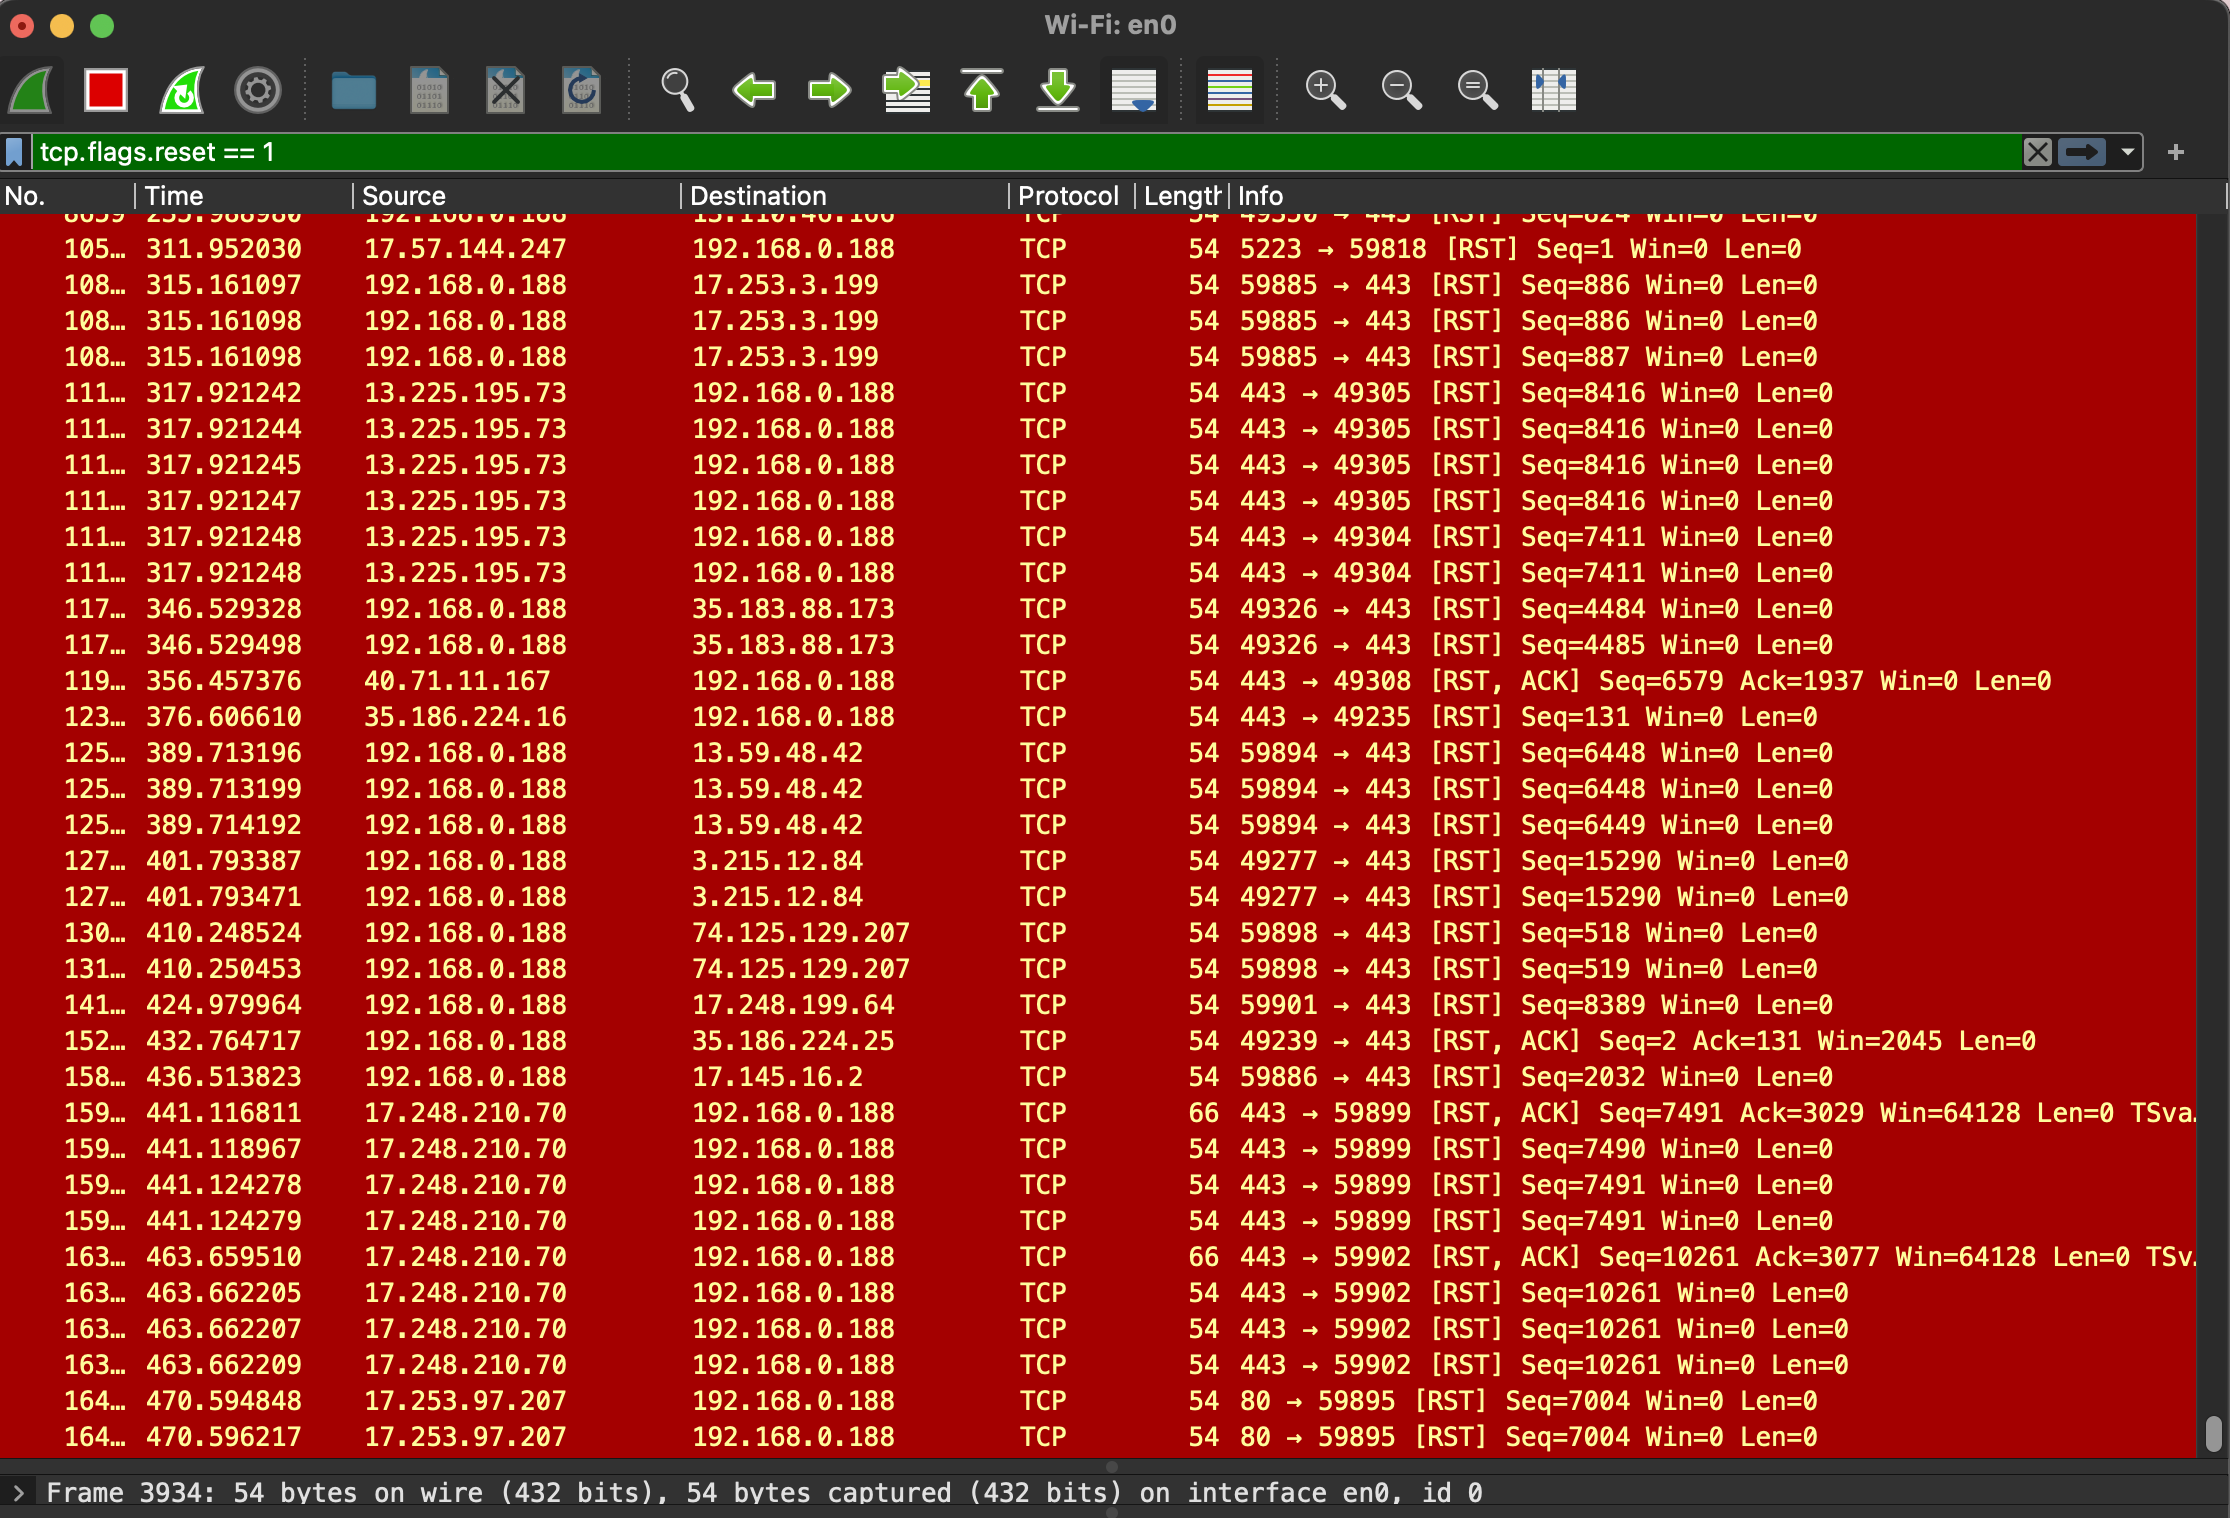 Wi-Fi: en0
tcp.flags.reset == 1
No. Time Source Destination Protocol Length Info
8659 255.988980 192.168.0.188 TCP 54 49350 → 443 [RST] Seq=824 Win=0 Len=0
105… 311.952030 17.57.144.247 192.168.0.188 TCP 54 5223 → 59818 [RST] Seq=1 Win=0 Len=0
108… 315.161097 192.168.0.188 17.253.3.199 TCP 54 59885 → 443 [RST] Seq=886 Win=0 Len=0
108… 315.161098 192.168.0.188 17.253.3.199 TCP 54 59885 → 443 [RST] Seq=886 Win=0 Len=0
108… 315.161098 192.168.0.188 17.253.3.199 TCP 54 59885 → 443 [RST] Seq=887 Win=0 Len=0
111… 317.921242 13.225.195.73 192.168.0.188 TCP 54 443 → 49305 [RST] Seq=8416 Win=0 Len=0
111… 317.921244 13.225.195.73 192.168.0.188 TCP 54 443 → 49305 [RST] Seq=8416 Win=0 Len=0
111… 317.921245 13.225.195.73 192.168.0.188 TCP 54 443 → 49305 [RST] Seq=8416 Win=0 Len=0
111… 317.921247 13.225.195.73 192.168.0.188 TCP 54 443 → 49305 [RST] Seq=8416 Win=0 Len=0
111… 317.921248 13.225.195.73 192.168.0.188 TCP 54 443 → 49304 [RST] Seq=7411 Win=0 Len=0
111… 317.921248 13.225.195.73 192.168.0.188 TCP 54 443 → 49304 [RST] Seq=7411 Win=0 Len=0
117… 346.529328 192.168.0.188 35.183.88.173 TCP 54 49326 → 443 [RST] Seq=4484 Win=0 Len=0
117… 346.529498 192.168.0.188 35.183.88.173 TCP 54 49326 → 443 [RST] Seq=4485 Win=0 Len=0
119… 356.457376 40.71.11.167 192.168.0.188 TCP 54 443 → 49308 [RST, ACK] Seq=6579 Ack=1937 Win=0 Len=0
123… 376.606610 35.186.224.16 192.168.0.188 TCP 54 443 → 49235 [RST] Seq=131 Win=0 Len=0
125… 389.713196 192.168.0.188 13.59.48.42 TCP 54 59894 → 443 [RST] Seq=6448 Win=0 Len=0
125… 389.713199 192.168.0.188 13.59.48.42 TCP 54 59894 → 443 [RST] Seq=6448 Win=0 Len=0
125… 389.714192 192.168.0.188 13.59.48.42 TCP 54 59894 → 443 [RST] Seq=6449 Win=0 Len=0
127… 401.793387 192.168.0.188 3.215.12.84 TCP 54 49277 → 443 [RST] Seq=15290 Win=0 Len=0
127… 401.793471 192.168.0.188 3.215.12.84 TCP 54 49277 → 443 [RST] Seq=15290 Win=0 Len=0
130… 410.248524 192.168.0.188 74.125.129.207 TCP 54 59898 → 443 [RST] Seq=518 Win=0 Len=0
131… 410.250453 192.168.0.188 74.125.129.207 TCP 54 59898 → 443 [RST] Seq=519 Win=0 Len=0
141… 424.979964 192.168.0.188 17.248.199.64 TCP 54 59901 → 443 [RST] Seq=8389 Win=0 Len=0
152… 432.764717 192.168.0.188 35.186.224.25 TCP 54 49239 → 443 [RST, ACK] Seq=2 Ack=131 Win=2045 Len=0
158… 436.513823 192.168.0.188 17.145.16.2 TCP 54 59886 → 443 [RST] Seq=2032 Win=0 Len=0
159… 441.116811 17.248.210.70 192.168.0.188 TCP 66 443 → 59899 [RST, ACK] Seq=7491 Ack=3029 Win=64128 Len=0 TSva…
159… 441.118967 17.248.210.70 192.168.0.188 TCP 54 443 → 59899 [RST] Seq=7490 Win=0 Len=0
159… 441.124278 17.248.210.70 192.168.0.188 TCP 54 443 → 59899 [RST] Seq=7491 Win=0 Len=0
159… 441.124279 17.248.210.70 192.168.0.188 TCP 54 443 → 59899 [RST] Seq=7491 Win=0 Len=0
163… 463.659510 17.248.210.70 192.168.0.188 TCP 66 443 → 59902 [RST, ACK] Seq=10261 Ack=3077 Win=64128 Len=0 TSv…
163… 463.662205 17.248.210.70 192.168.0.188 TCP 54 443 → 59902 [RST] Seq=10261 Win=0 Len=0
163… 463.662207 17.248.210.70 192.168.0.188 TCP 54 443 → 59902 [RST] Seq=10261 Win=0 Len=0
163… 463.662209 17.248.210.70 192.168.0.188 TCP 54 443 → 59902 [RST] Seq=10261 Win=0 Len=0
164… 470.594848 17.253.97.207 192.168.0.188 TCP 54 80 → 59895 [RST] Seq=7004 Win=0 Len=0
164… 470.596217 17.253.97.207 192.168.0.188 TCP 54 80 → 59895 [RST] Seq=7004 Win=0 Len=0
Frame 3934: 54 bytes on wire (432 bits), 54 bytes captured (432 bits) on interface en0, id 0